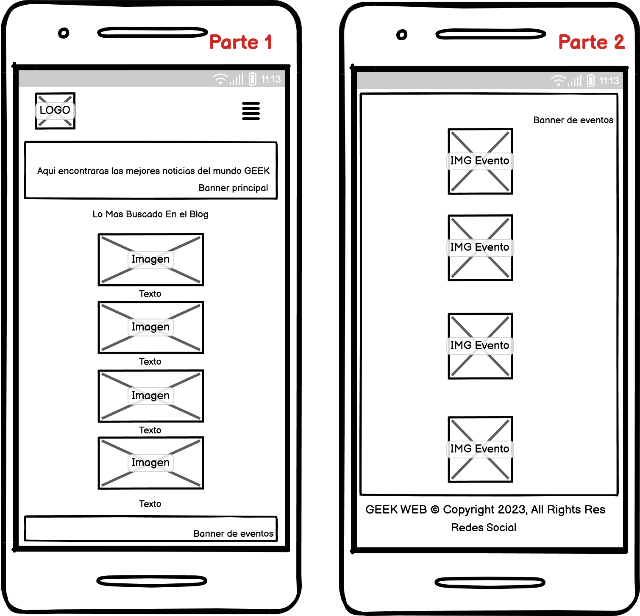 Parte 1
11:13
LOGO
Aqui encontraras las mejores noticias del mundo GEEK
Banner principal
Lo Mas Buscado En el Blog
Imagen
Texto
Imagen
Texto
Imagen
Texto
Imagen
Texto
Banner de eventos
Parte 2
11:13
Banner de eventos
IMG Evento
IMG Evento
IMG Evento
IMG Evento
GEEK WEB © Copyright 2023, All Rights Res
Redes Social